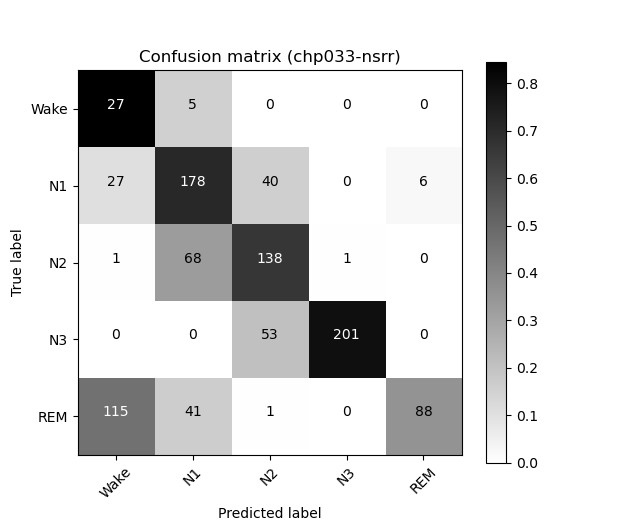 Confusion matrix (chp033-nsrr)
True label
Wake 27 5 0 0 0
N1 27 178 40 0 6
N2 1 68 138 1 0
N3 0 0 53 201 0
REM 115 41 1 0 88
Wake N1 N2 N3 REM
Predicted label
0.8
0.7
0.6
0.5
0.4
0.3
0.2
0.1
0.0